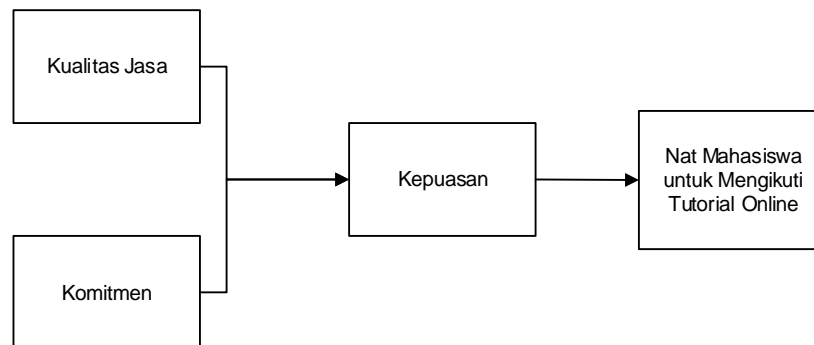 Kualitas Jasa
Kepuasan
Nat Mahasiswa
untuk Mengikuti
Tutorial Online
Komitmen